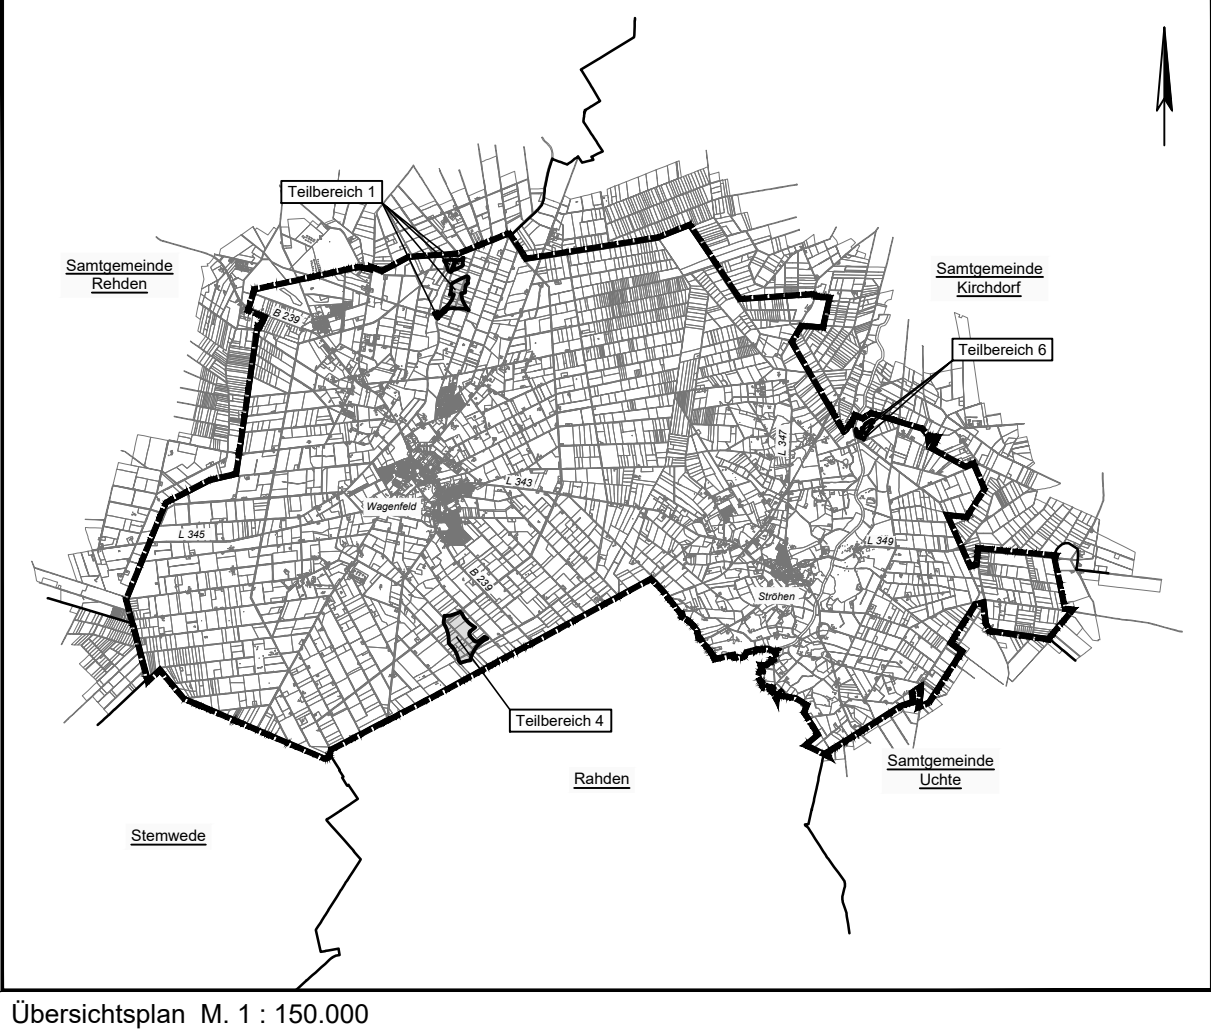 Teilbereich 1
Samtgemeinde
Rehden
Samtgemeinde
Kirchdorf
B 239
Teilbereich 6
L 347
L 343
Wagenfeld
L 345
L 349
B 239
Ströhen
Teilbereich 4
Samtgemeinde
Uchte
Rahden
Stemwede
Übersichtsplan M. 1 : 150.000